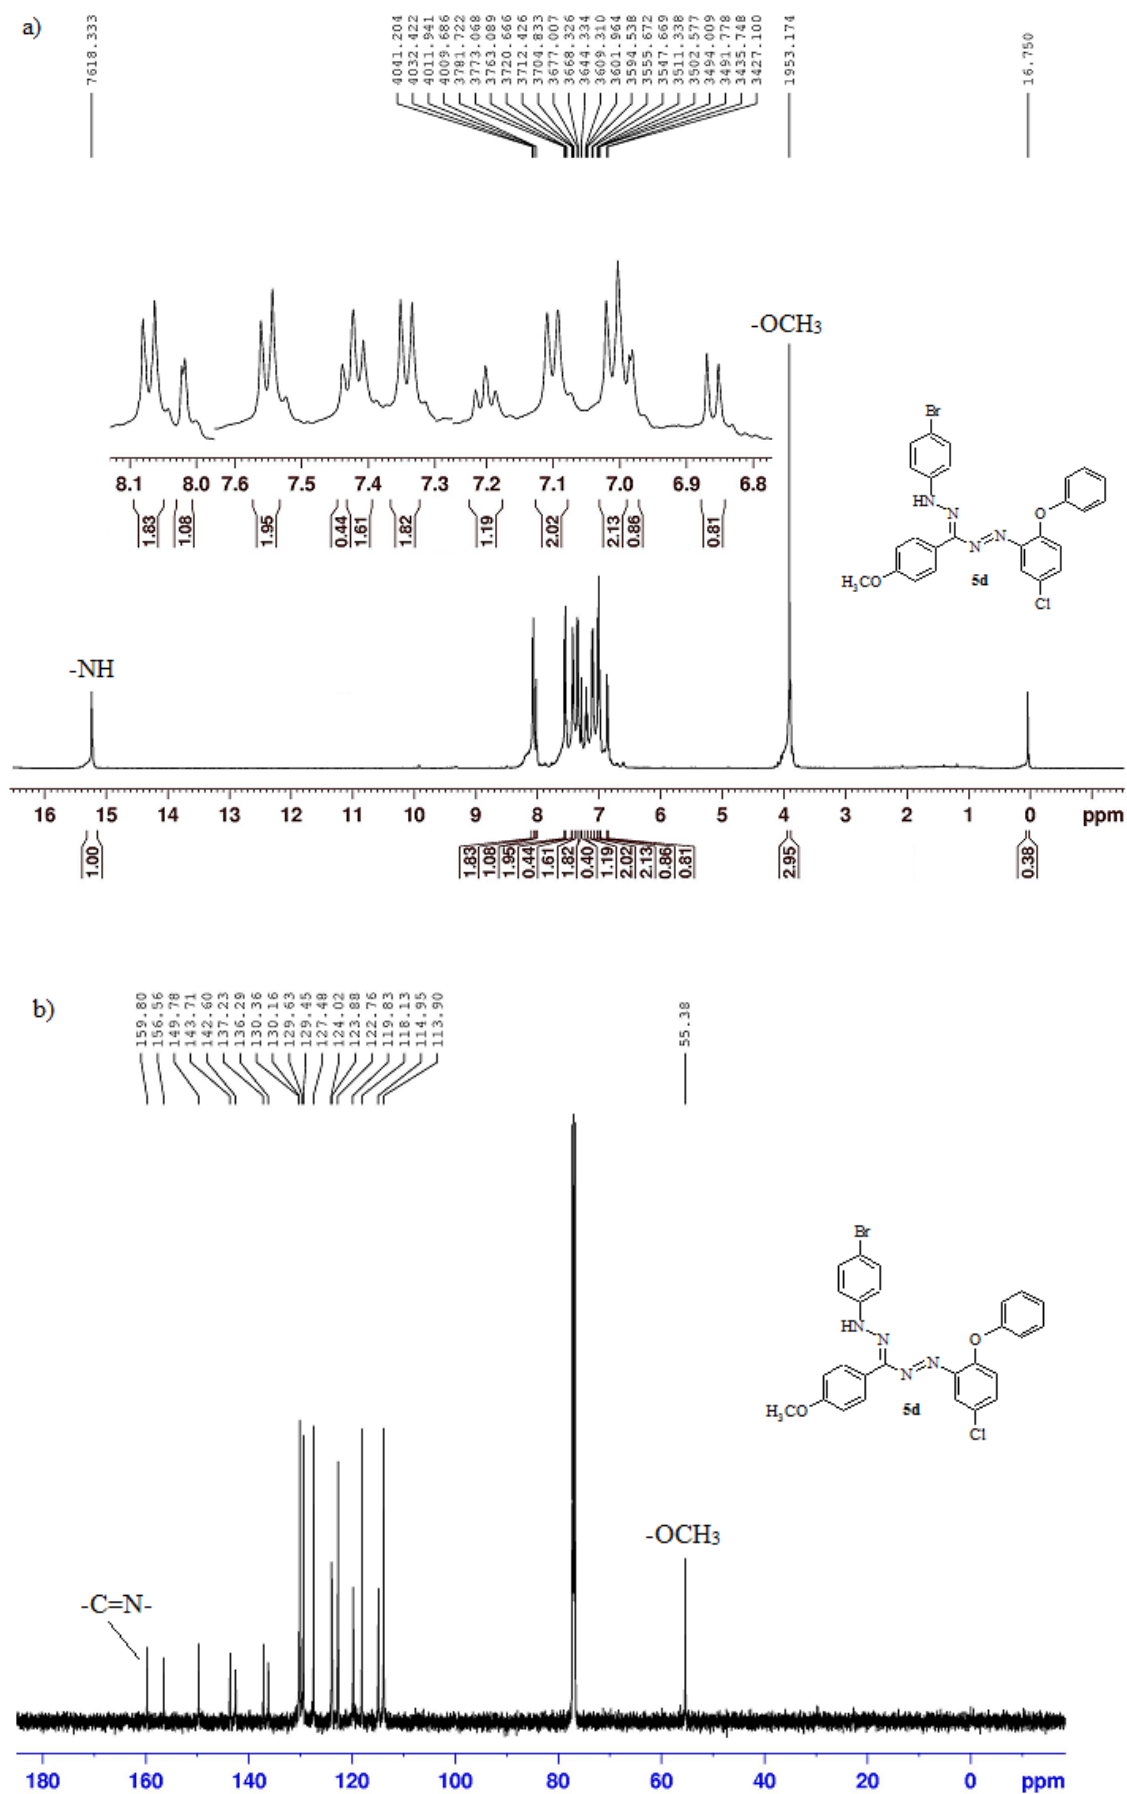 a)
7618.333
4041.204
4032.422
4011.941
4009.686
3781.722
3773.068
3763.089
3720.666
3712.426
3704.833
3677.007
3668.326
3644.334
3609.310
3601.964
3594.538
3555.672
3547.669
3511.338
3502.577
3494.009
3491.778
3435.748
3427.100
1953.174
16.750
-OCH3
8.1 8.0 7.6 7.5 7.4 7.3 7.2 7.1 7.0 6.9 6.8
1.83 1.08 1.95 0.44 1.61 1.82 1.19 2.02 2.13 0.86 0.81
Br
HN
N
O
N
N
H3CO
5d
Cl
-NH
16 15 14 13 12 11 10 9 8 7 6 5 4 3 2 1 0 ppm
1.00 1.83 1.08 1.95 0.44 1.61 1.82 0.40 1.19 2.02 2.13 0.86 0.81 2.95 0.38
b)
159.80
156.56
149.78
143.71
142.60
137.23
136.29
130.36
130.16
129.63
129.45
127.48
124.02
123.88
122.76
119.83
118.13
114.95
113.90
55.38
Br
HN
N
O
N
N
H3CO
5d
Cl
-OCH3
-C=N-
180 160 140 120 100 80 60 40 20 0 ppm